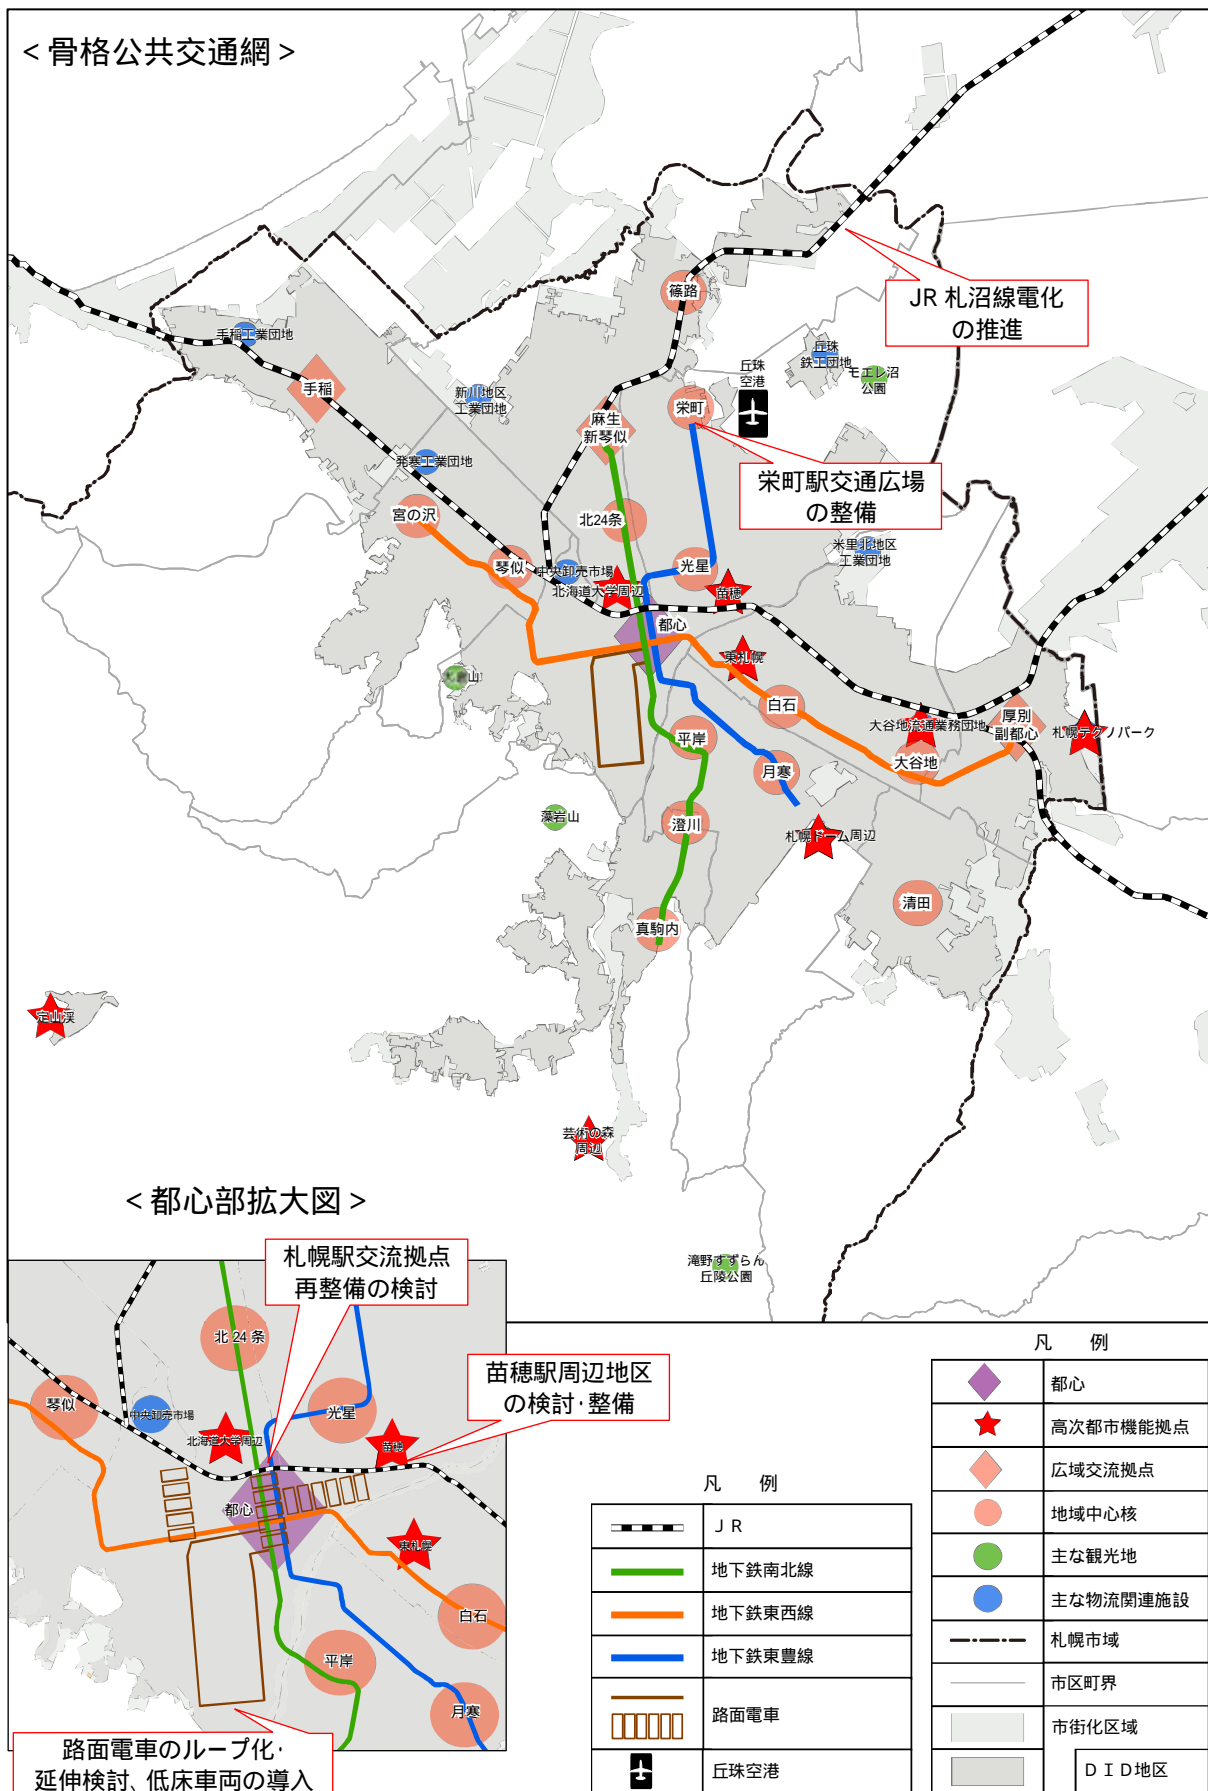 <骨格公共交通網>
篠路
JR 札沼線電化
の推進
手稲工業団地
手稲
新川地区
工業団地
丘珠
空港
丘珠
鉄工団地
モエレ沼
公園
麻生
新琴似
栄町
発寒工業団地
栄町駅交通広場
の整備
宮の沢
北24条
琴似
中央卸売市場
北海道大学周辺
光星
苗穂
米里北地区
工業団地
都心
東札幌
山
白石
大谷地流通業務団地
厚別
副都心
札幌テクノパーク
平岸
月寒
大谷地
藻岩山
澄川
札幌ドーム周辺
清田
真駒内
定山渓
芸術の森
周辺
滝野すずらん
丘陵公園
<都心部拡大図>
札幌駅交流拠点
再整備の検討
苗穂駅周辺地区
の検討·整備
北24条
琴似
中央卸売市場
北海道大学周辺
光星
苗穂
都心
東札幌
白石
平岸
月寒
路面電車のループ化·
延伸検討、低床車両の導入
凡 例
JR
地下鉄南北線
地下鉄東西線
地下鉄東豊線
路面電車
丘珠空港
凡 例
都心
高次都市機能拠点
広域交流拠点
地域中心核
主な観光地
主な物流関連施設
札幌市域
市区町界
市街化区域
DID地区